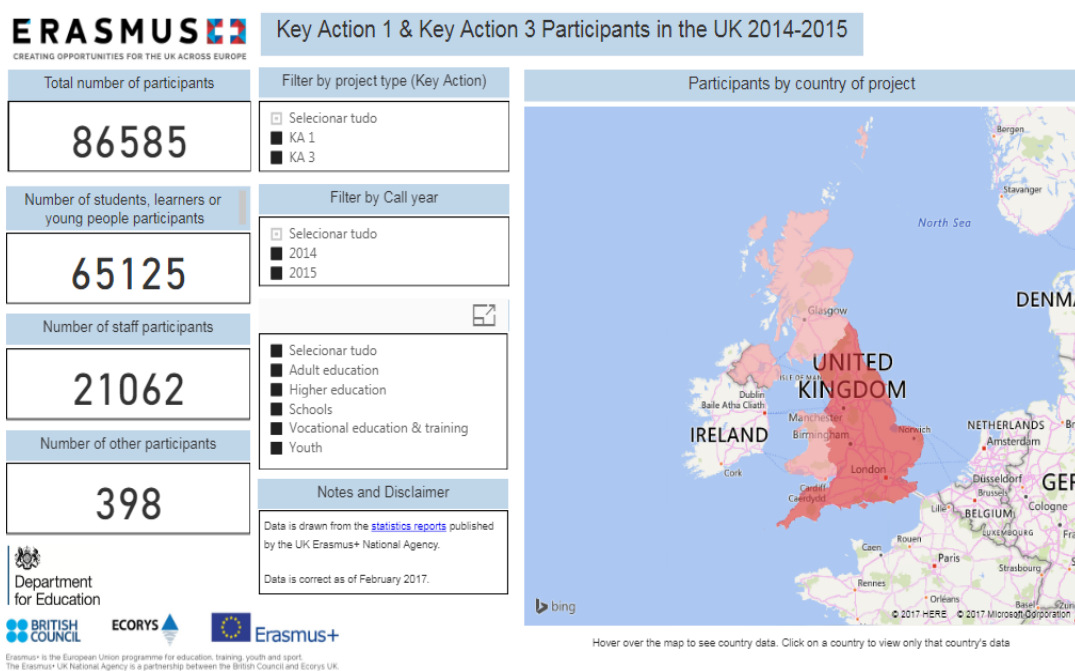 ERASMUS+
CREATING OPPORTUNITIES FOR THE UK ACROSS EUROPE
Key Action 1 & Key Action 3 Participants in the UK 2014-2015
Total number of participants
86585
Number of students, learners or
young people participants
65125
Number of staff participants
21062
Number of other participants
398
Filter by project type (Key Action)
Selecionar tudo
KA 1
KA 3
Filter by Call year
Selecionar tudo
2014
2015
Selecionar tudo
Adult education
Higher education
Schools
Vocational education & training
Youth
Notes and Disclaimer
Data is drawn from the statistics reports published
by the UK Erasmus+ National Agency.
Data is correct as of February 2017.
Participants by country of project
Bergen
Stavanger
North Sea
DENMA
Glasgow
UNITED
KINGDOM
ISLE OF MAN
Dublin
Baile Atha Cliath
Manchester
IRELAND
Birmingham
Norwich
NETHERLANDS
Br
Amsterdam
Cork
London
Cardiff
Caerdydd
Düsseldorf
GER
Brussels
Cologne
Lille
BELGIUM
LUXEMBOURG
Fra
Caen
Rouen
Paris
Strasbourg
Rennes
Orléans
Basel
Zürı
bing
© 2017 HERE © 2017 Microsoft Corporation
Hover over the map to see country data. Click on a country to view only that country's data
Department
for Education
BRITISH
COUNCIL
ECORYS
Erasmus+
Erasmus+ is the European Union programme for education, training, youth and sport.
The Erasmus+ UK National Agency is a partnership between the British Council and Ecorys UK.